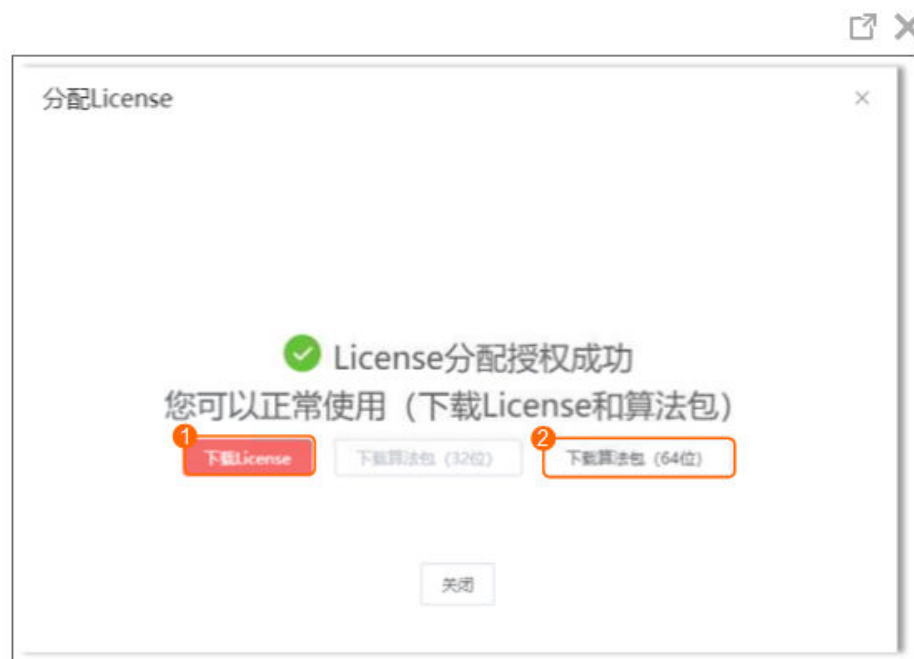 分配License
License分配授权成功
您可以正常使用（下载License和算法包）
1 下载License 下载算法包（32位） 2 下载算法包（64位）
关闭